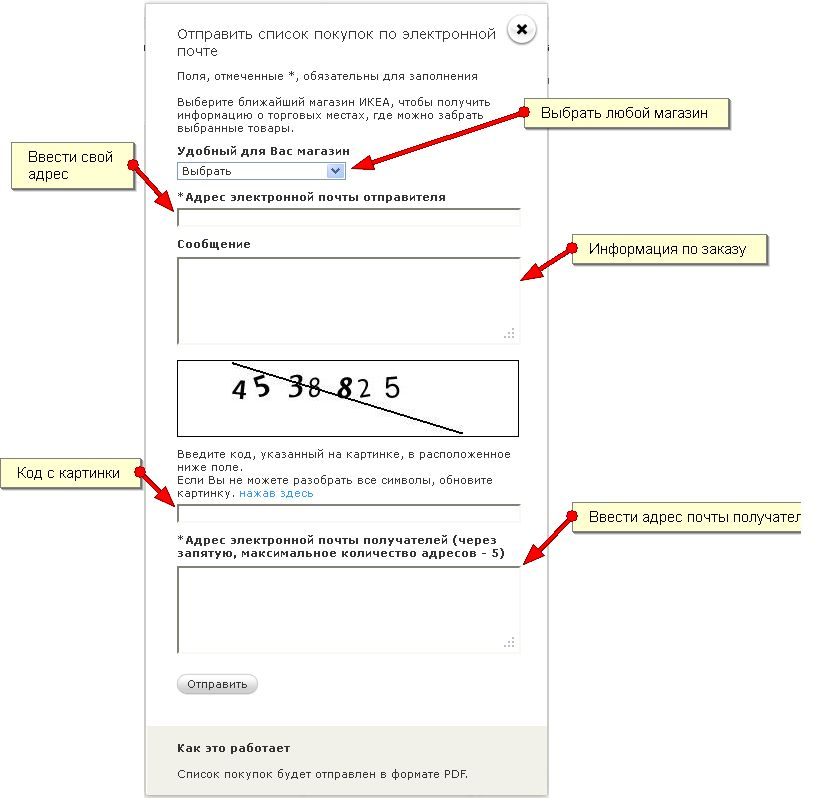 Отправить список покупок по электронной
почте
Поля, отмеченные *, обязательны для заполнения
Выберите ближайший магазин ИКЕА, чтобы получить
информацию о торговых местах, где можно забрать
выбранные товары.
Выбрать любой магазин
Удобный для Вас магазин
Ввести свой
адрес
Выбрать
*Адрес электронной почты отправителя
Сообщение
Информация по заказу
45 38 82 5
Введите код, указанный на картинке, в расположенное
ниже поле.
Код с картинки
Если Вы не можете разобрать все символы, обновите
картинку. нажав здесь
Ввести адрес почты получател
*Адрес электронной почты получателей (через
запятую, максимальное количество адресов - 5)
Отправить
Как это работает
Список покупок будет отправлен в формате PDF.